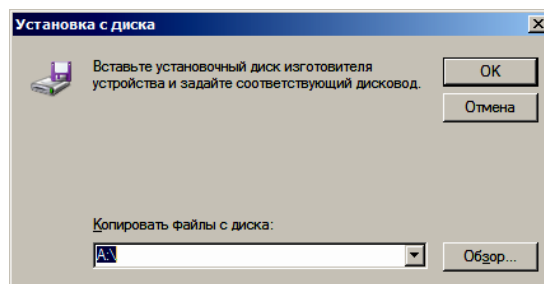 Установка с диска
Вставьте установочный диск изготовителя
устройства и задайте соответствующий дисковод.
OK
Отмена
Копировать файлы с диска:
A:\
Обзор...